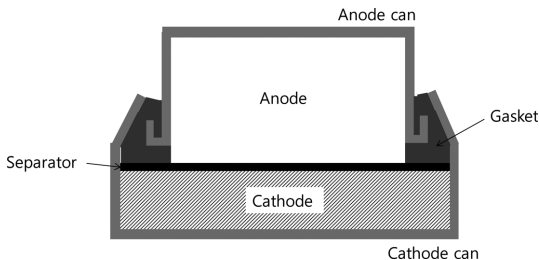 Anode can
Anode
Gasket
Separator
Cathode
Cathode can